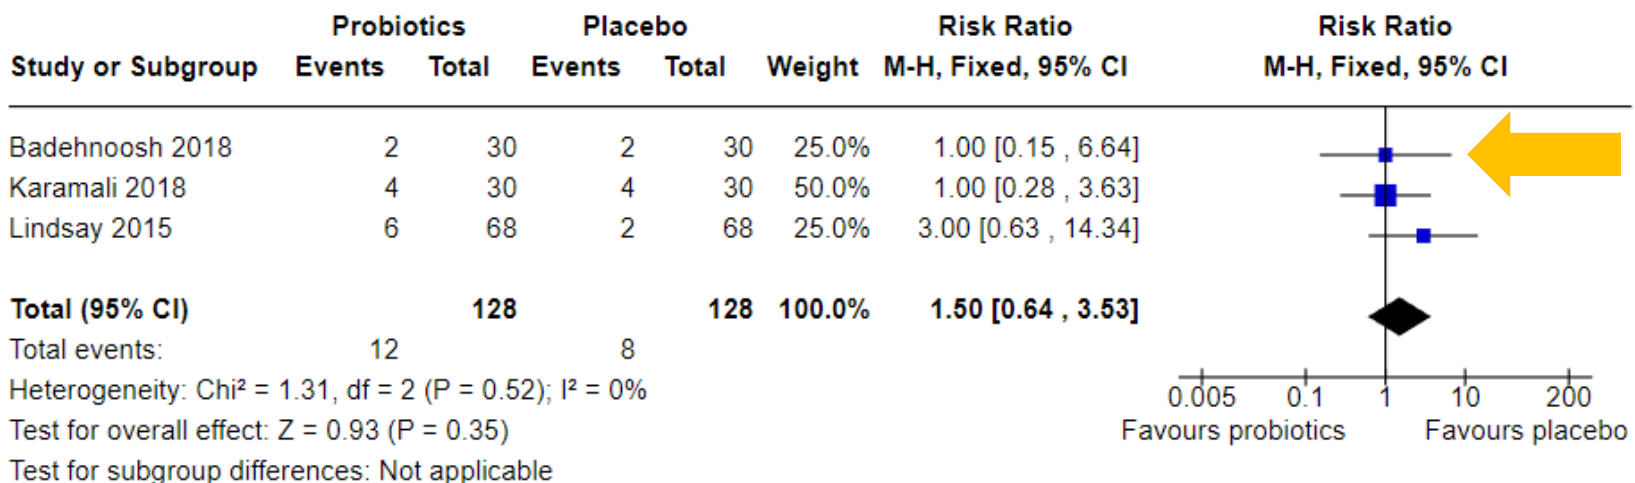 Probiotics Placebo Risk Ratio Risk Ratio
Study or Subgroup Events Total Events Total Weight M-H, Fixed, 95% CI M-H, Fixed, 95% CI
Badehnoosh 2018 2 30 2 30 25.0% 1.00 [0.15 , 6.64]
Karamali 2018 4 30 4 30 50.0% 1.00 [0.28 , 3.63]
Lindsay 2015 6 68 2 68 25.0% 3.00 [0.63 , 14.34]
Total (95% CI) 128 128 100.0% 1.50 [0.64 , 3.53]
Total events: 12 8
Heterogeneity: Chi² = 1.31, df = 2 (P = 0.52); I² = 0% 0.005 0.1 1 10 200
Test for overall effect: Z = 0.93 (P = 0.35) Favours probiotics Favours placebo
Test for subgroup differences: Not applicable